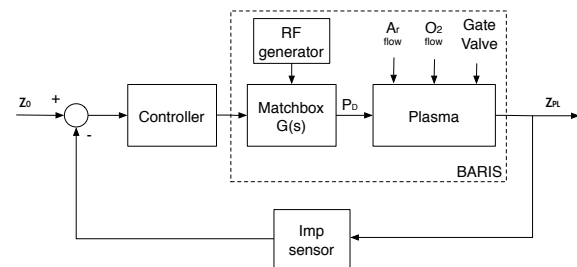 RF
generator
Ar
flow
O2
flow
Gate
Valve
Z0
+
-
Controller
Matchbox
G(s)
PD
Plasma
ZPL
BARIS
Imp
sensor